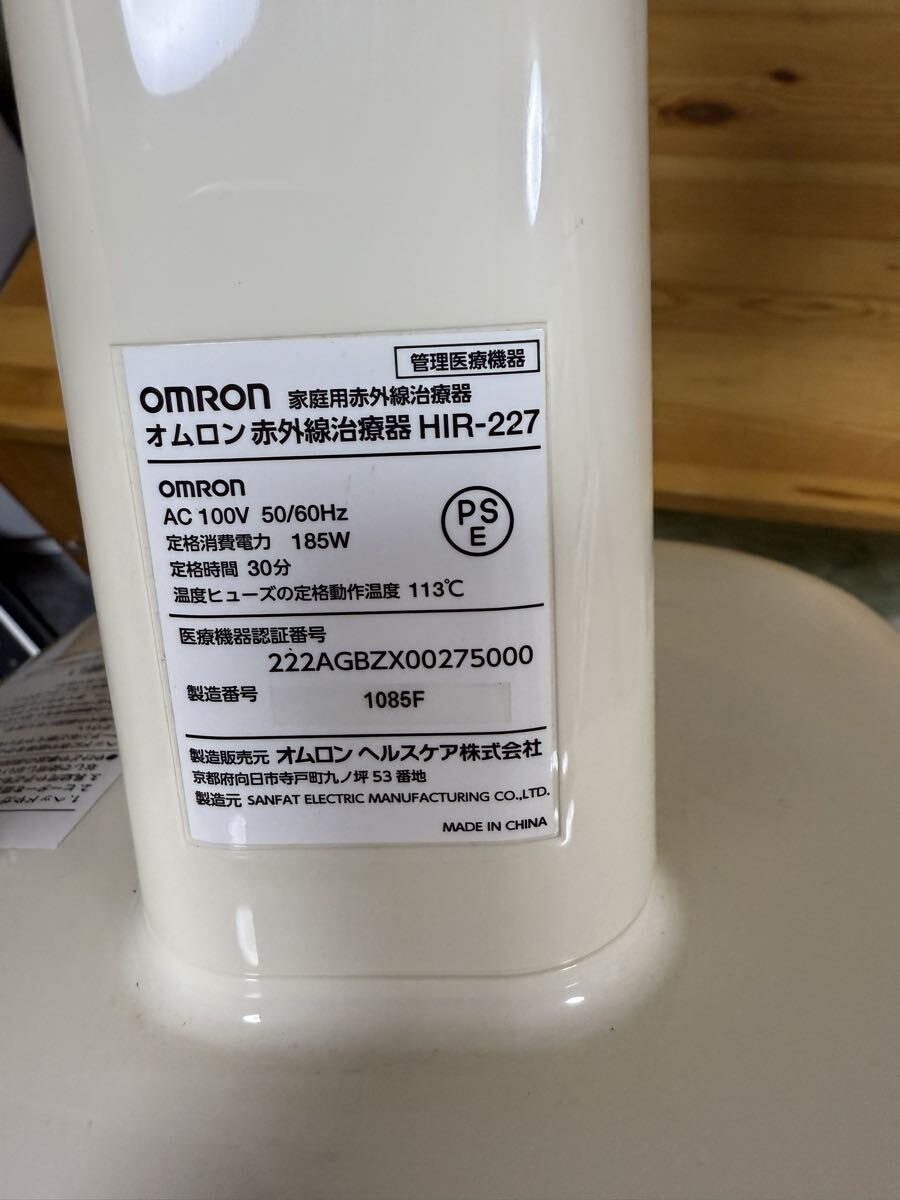 管理医療機器
OMRON 家庭用赤外線治療器
オムロン 赤外線治療器 HIR-227
OMRON
AC 100V 50/60Hz
PS
E
定格消費電力 185W
定格時間 30分
温度ヒューズの定格動作温度 113℃
医療機器認証番号
222AGBZX00275000
製造番号 1085F
製造販売元 オムロン ヘルスケア株式会社
京都府向日市寺戸町九ノ坪 53 番地
製造元 SANFAT ELECTRIC MANUFACTURING CO.,LTD.
MADE IN CHINA